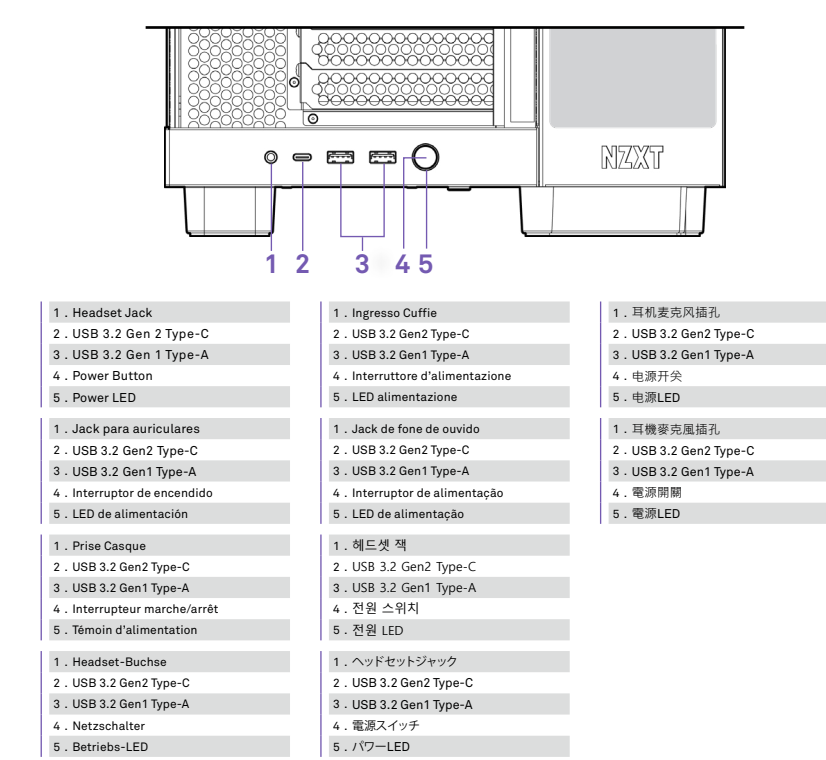 NZXT
1 2 3 4 5
1 . Headset Jack
2 . USB 3.2 Gen 2 Type-C
3 . USB 3.2 Gen 1 Type-A
4 . Power Button
5 . Power LED
1 . Jack para auriculares
2 . USB 3.2 Gen2 Type-C
3 . USB 3.2 Gen1 Type-A
4 . Interruptor de encendido
5 . LED de alimentación
1 . Prise Casque
2 . USB 3.2 Gen2 Type-C
3 . USB 3.2 Gen1 Type-A
4 . Interrupteur marche/arrêt
5 . Témoin d’alimentation
1 . Headset-Buchse
2 . USB 3.2 Gen2 Type-C
3 . USB 3.2 Gen1 Type-A
4 . Netzschalter
5 . Betriebs-LED
1 . Ingresso Cuffie
2 . USB 3.2 Gen2 Type-C
3 . USB 3.2 Gen1 Type-A
4 . Interruttore d’alimentazione
5 . LED alimentazione
1 . Jack de fone de ouvido
2 . USB 3.2 Gen2 Type-C
3 . USB 3.2 Gen1 Type-A
4 . Interruptor de alimentação
5 . LED de alimentação
1 . 헤드셋 잭
2 . USB 3.2 Gen2 Type-C
3 . USB 3.2 Gen1 Type-A
4 . 전원 스위치
5 . 전원 LED
1 . ヘッドセットジャック
2 . USB 3.2 Gen2 Type-C
3 . USB 3.2 Gen1 Type-A
4 . 電源スイッチ
5 . パワーLED
1 . 耳机麦克风插孔
2 . USB 3.2 Gen2 Type-C
3 . USB 3.2 Gen1 Type-A
4 . 电源开关
5 . 电源LED
1 . 耳機麥克風插孔
2 . USB 3.2 Gen2 Type-C
3 . USB 3.2 Gen1 Type-A
4 . 電源開關
5 . 電源LED